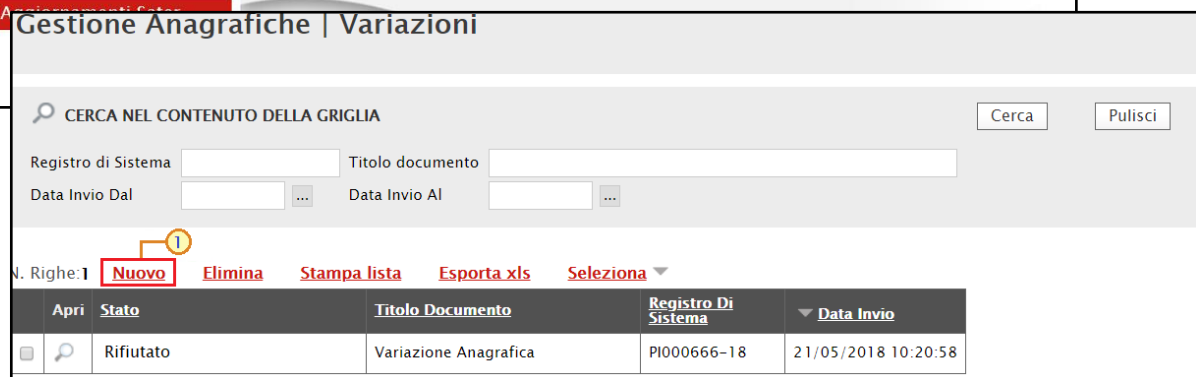 Aggiornamenti Sater
Gestione Anagrafiche | Variazioni
CERCA NEL CONTENUTO DELLA GRIGLIA
Cerca
Pulisci
Registro di Sistema
Titolo documento
Data Invio Dal
...
Data Invio Al
...
1
N. Righe:1 Nuovo Elimina Stampa lista Esporta xls Seleziona
Apri Stato Titolo Documento Registro Di Sistema Data Invio
Rifiutato Variazione Anagrafica PI000666-18 21/05/2018 10:20:58